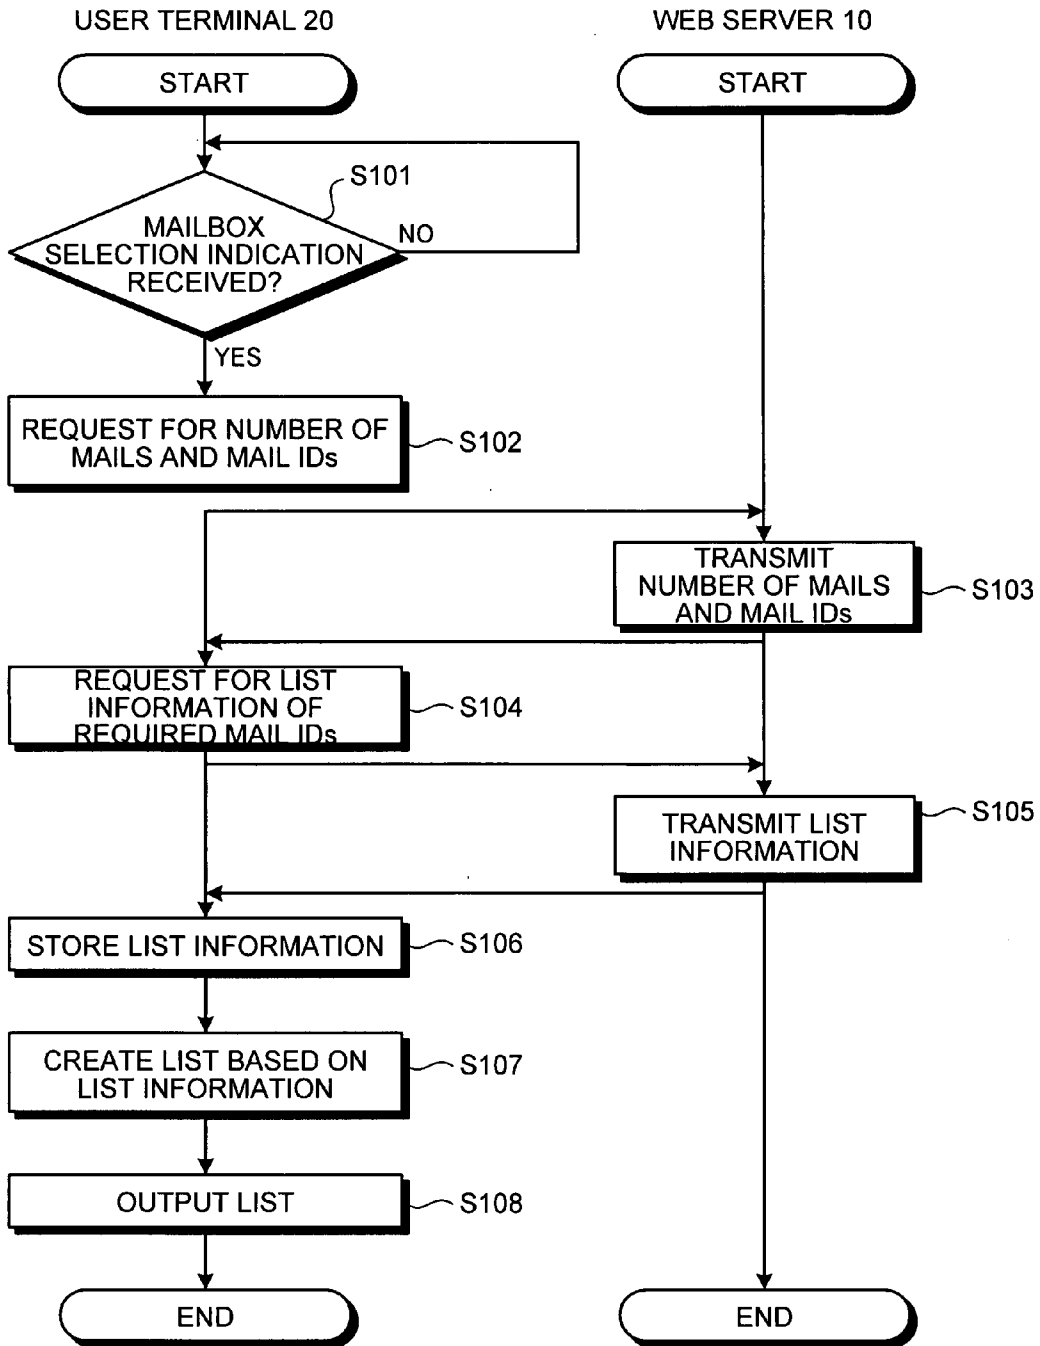 USER TERMINAL 20
WEB SERVER 10
START
START
S101
MAILBOX
SELECTION INDICATION
RECEIVED?
NO
YES
REQUEST FOR NUMBER OF
MAILS AND MAIL IDs
S102
TRANSMIT
NUMBER OF MAILS
AND MAIL IDs
S103
REQUEST FOR LIST
INFORMATION OF
REQUIRED MAIL IDs
S104
TRANSMIT LIST
INFORMATION
S105
STORE LIST INFORMATION
S106
CREATE LIST BASED ON
LIST INFORMATION
S107
OUTPUT LIST
S108
END
END